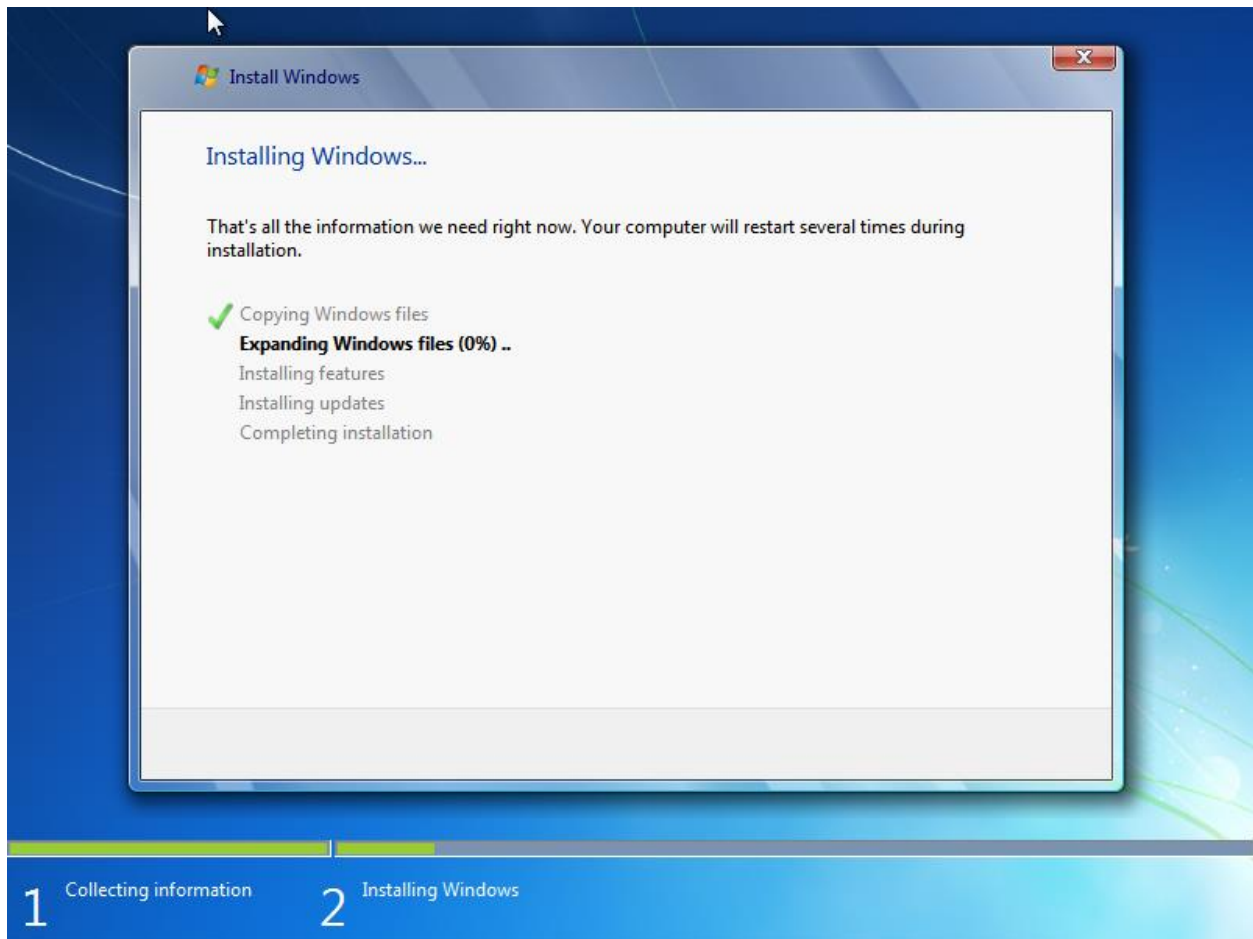 Install Windows
Installing Windows...
That's all the information we need right now. Your computer will restart several times during
installation.
Copying Windows files
Expanding Windows files (0%) ..
Installing features
Installing updates
Completing installation
1 Collecting information 2 Installing Windows